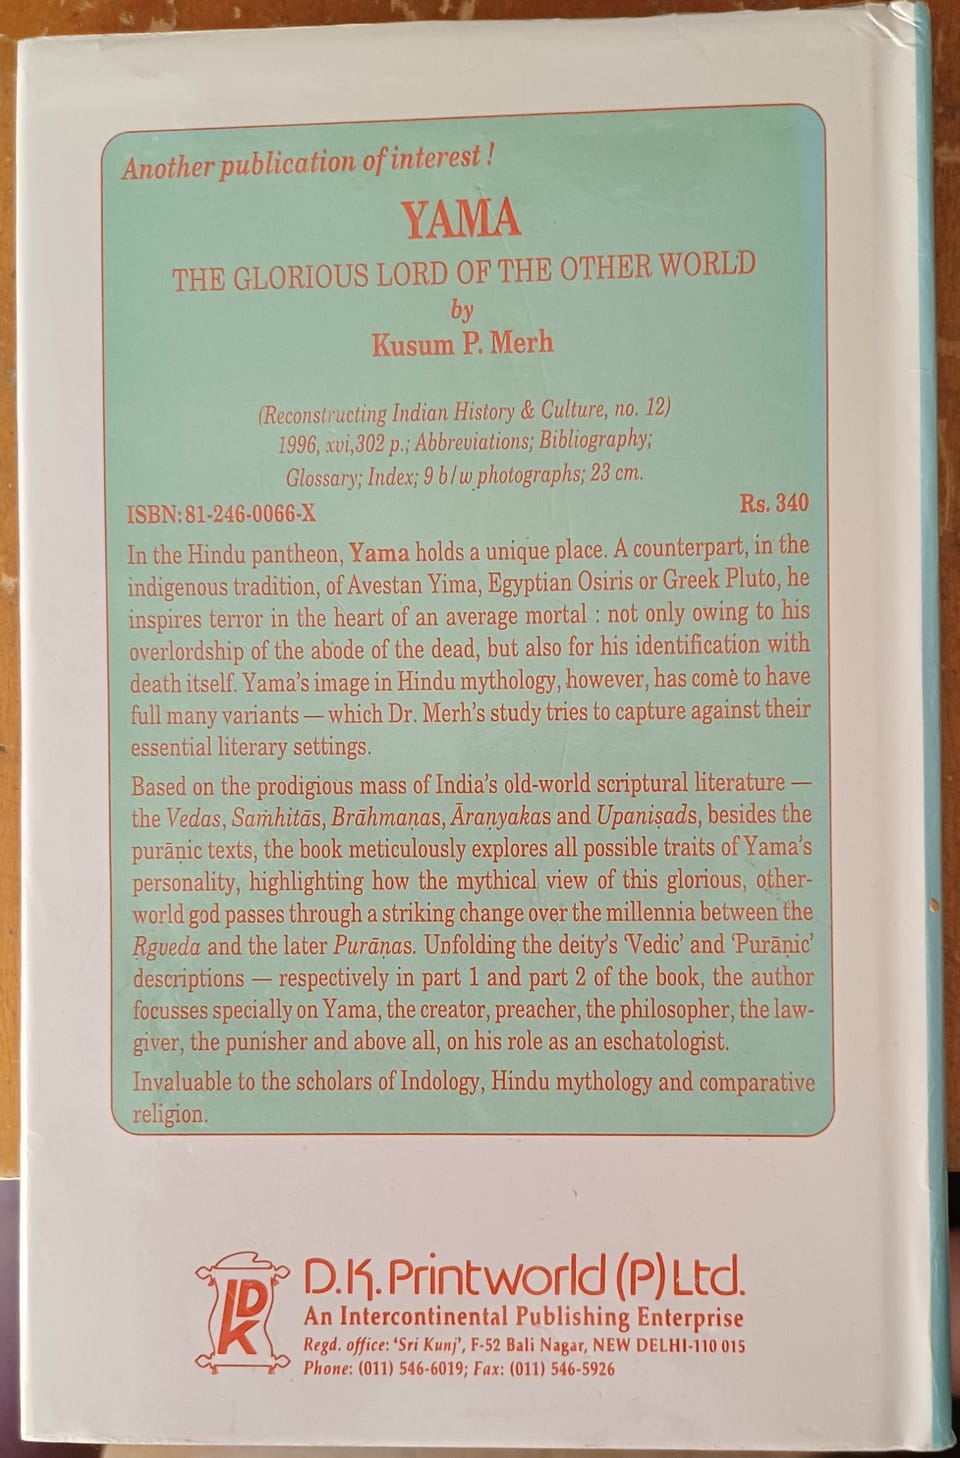 Another publication of interest !
YAMA
THE GLORIOUS LORD OF THE OTHER WORLD
by
Kusum P. Merh
(Reconstructing Indian History & Culture, no. 12)
1996, xvi,302 p.; Abbreviations; Bibliography;
Glossary; Index; 9 b/w photographs; 23 cm.
ISBN: 81-246-0066-X Rs. 340
In the Hindu pantheon, Yama holds a unique place. A counterpart, in the
indigenous tradition, of Avestan Yima, Egyptian Osiris or Greek Pluto, he
inspires terror in the heart of an average mortal : not only owing to his
overlordship of the abode of the dead, but also for his identification with
death itself. Yama's image in Hindu mythology, however, has come to have
full many variants — which Dr. Merh's study tries to capture against their
essential literary settings.
Based on the prodigious mass of India's old-world scriptural literature —
the Vedas, Saṁhitās, Brāhmaṇas, Āraṇyakas and Upaniṣads, besides the
purāṇic texts, the book meticulously explores all possible traits of Yama's
personality, highlighting how the mythical view of this glorious, other-
world god passes through a striking change over the millennia between the
Ṛgveda and the later Purāṇas. Unfolding the deity's 'Vedic' and 'Purāṇic'
descriptions — respectively in part 1 and part 2 of the book, the author
focusses specially on Yama, the creator, preacher, the philosopher, the law-
giver, the punisher and above all, on his role as an eschatologist.
Invaluable to the scholars of Indology, Hindu mythology and comparative
religion.
DK
D.K. Printworld (P) Ltd.
An Intercontinental Publishing Enterprise
Regd. office: 'Sri Kunj', F-52 Bali Nagar, NEW DELHI-110 015
Phone: (011) 546-6019; Fax: (011) 546-5926